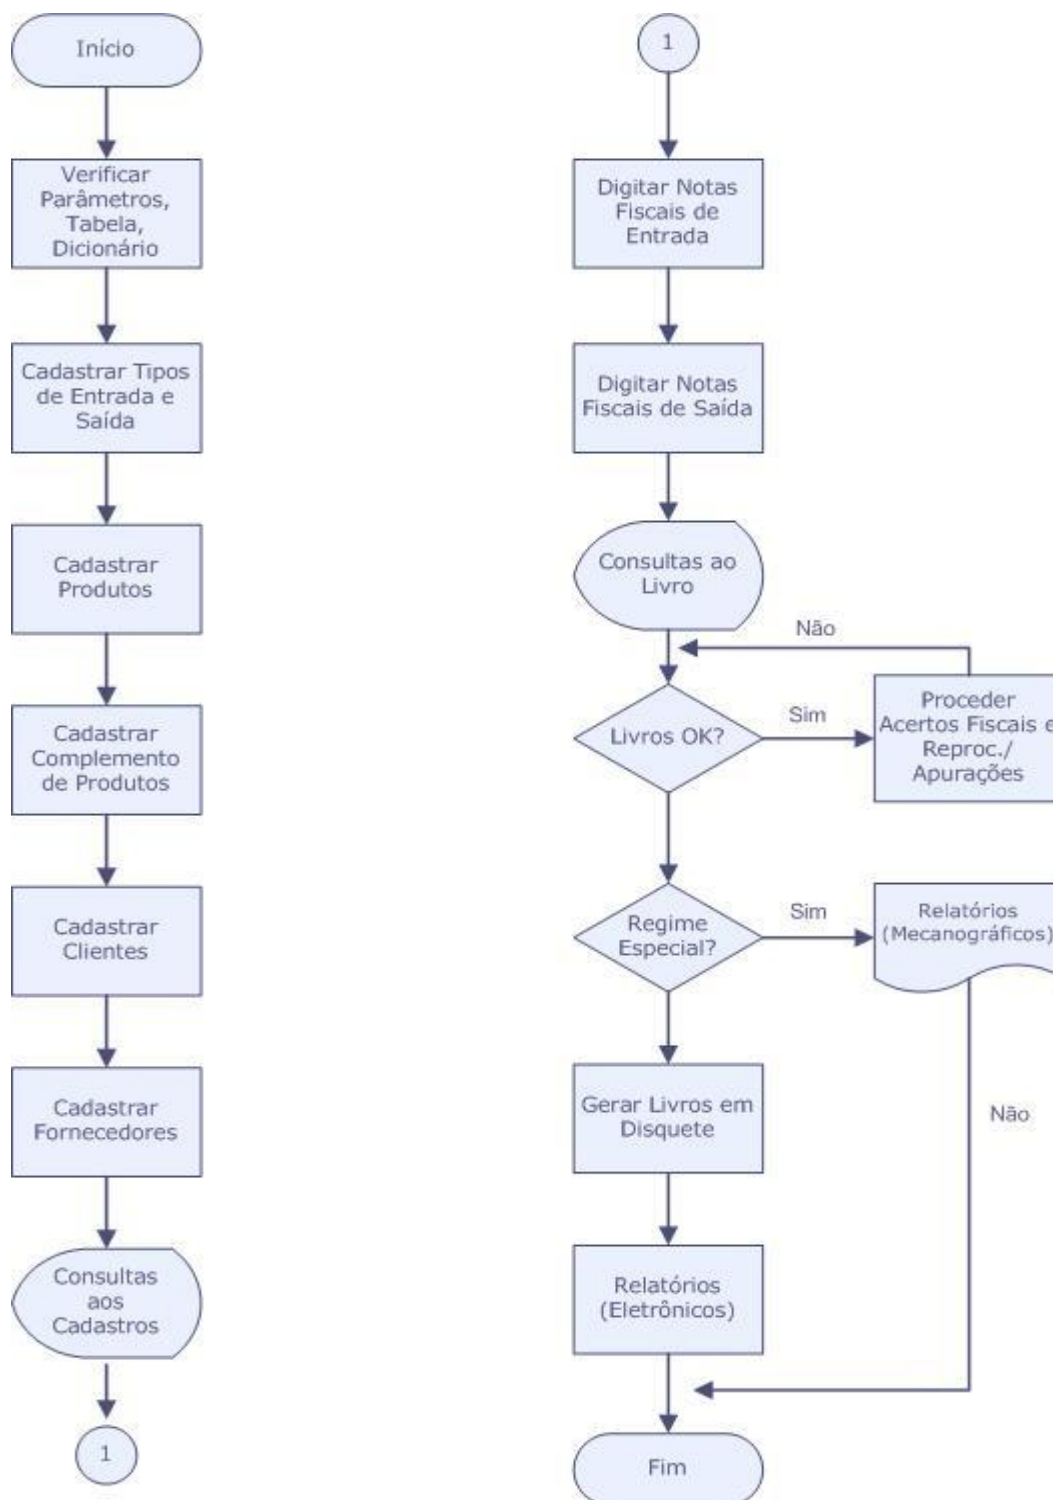 Início
Verificar
Parâmetros,
Tabela,
Dicionário
Cadastrar Tipos
de Entrada e
Saída
Cadastrar
Produtos
Cadastrar
Complemento
de Produtos
Cadastrar
Clientes
Cadastrar
Fornecedores
Consultas
aos
Cadastros
1
1
Digitar Notas
Fiscais de
Entrada
Digitar Notas
Fiscais de Saída
Consultas ao
Livro
Não
Livros OK?
Sim
Proceder
Acertos Fiscais e
Reproc./
Apurações
Regime
Especial?
Sim
Relatórios
(Mecanográficos)
Gerar Livros em
Disquete
Não
Relatórios
(Eletrônicos)
Fim